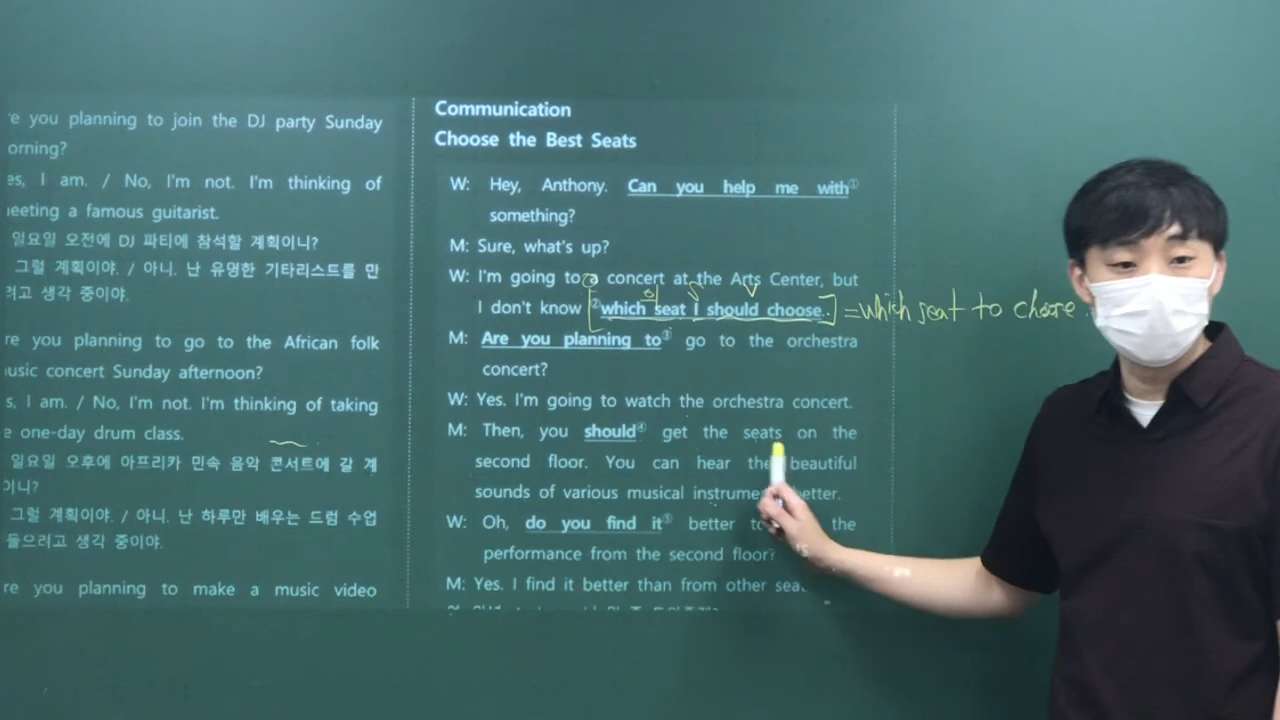 re you planning to join the DJ party Sunday
orning?
es, I am. / No, I'm not. I'm thinking of
eeting a famous guitarist.
일요일 오전에 DJ 파티에 참석할 계획이니?
그럴 계획이야. / 아니. 난 유명한 기타리스트를 만
려고 생각 중이야.
re you planning to go to the African folk
usic concert Sunday afternoon?
s, I am. / No, I'm not. I'm thinking of taking
e one-day drum class.
일요일 오후에 아프리카 민속 음악 콘서트에 갈 계
이니?
그럴 계획이야. / 아니. 난 하루만 배우는 드럼 수업
들으려고 생각 중이야.
re you planning to make a music video
Communication
Choose the Best Seats
W: Hey, Anthony. Can you help me with①
something?
M: Sure, what's up?
W: I'm going to a concert at the Arts Center, but
I don't know [②which seat I should choose.] = which seat to choose.
M: Are you planning to③ go to the orchestra
concert?
W: Yes. I'm going to watch the orchestra concert.
M: Then, you should④ get the seats on the
second floor. You can hear the beautiful
sounds of various musical instrume better.
W: Oh, do you find it⑤ better to the
performance from the second floor?
M: Yes. I find it better than from other sea